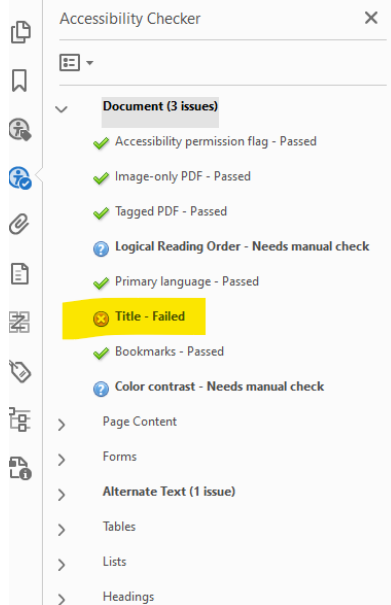 Accessibility Checker
Document (3 issues)
Accessibility permission flag - Passed
Image-only PDF - Passed
Tagged PDF - Passed
Logical Reading Order - Needs manual check
Primary language - Passed
Title - Failed
Bookmarks - Passed
Color contrast - Needs manual check
Page Content
Forms
Alternate Text (1 issue)
Tables
Lists
Headings